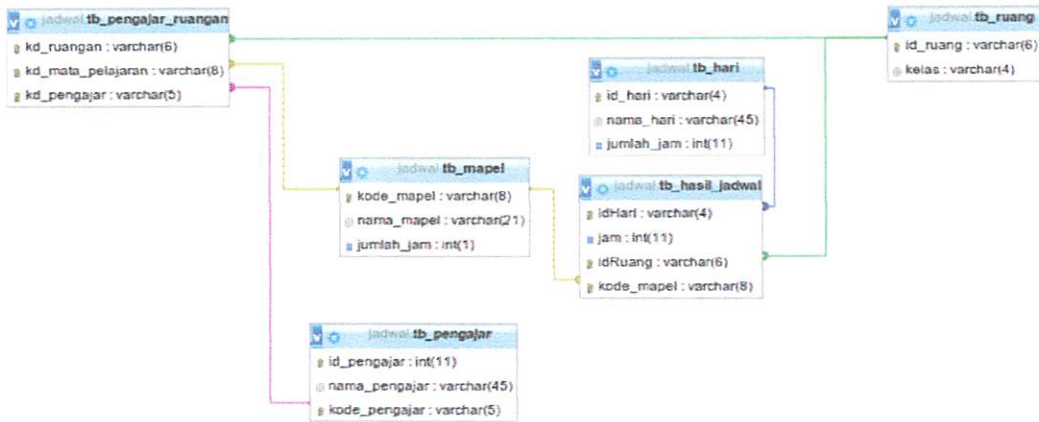 jadwal tb_pengajar_ruangan
kd_ruangan : varchar(6)
kd_mata_pelajaran : varchar(8)
kd_pengajar : varchar(5)
jadwal tb_ruang
id_ruang : varchar(6)
kelas : varchar(4)
jadwal tb_hari
id_hari : varchar(4)
nama_hari : varchar(45)
jumlah_jam : int(11)
jadwal tb_mapel
kode_mapel : varchar(8)
nama_mapel : varchar(21)
jumlah_jam : int(1)
jadwal tb_hasil_jadwal
idHari : varchar(4)
jam : int(11)
idRuang : varchar(6)
kode_mapel : varchar(8)
jadwal tb_pengajar
id_pengajar : int(11)
nama_pengajar : varchar(45)
kode_pengajar : varchar(5)